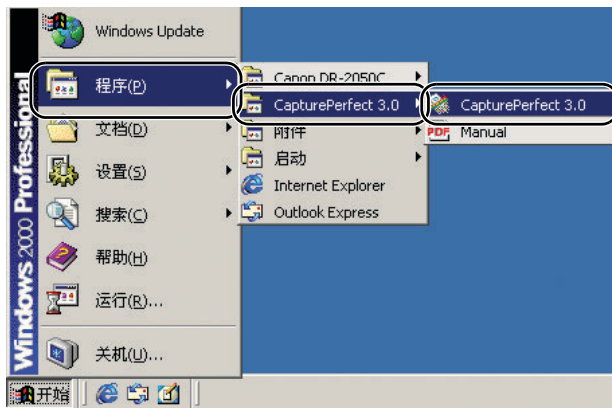 Windows Update
程序(P)
文档(D)
设置(S)
搜索(C)
帮助(H)
运行(R)...
关机(U)...
Windows 2000 Professional
Canon DR-2050C
CapturePerfect 3.0
附件
启动
Internet Explorer
Outlook Express
CapturePerfect 3.0
PDF Manual
开始